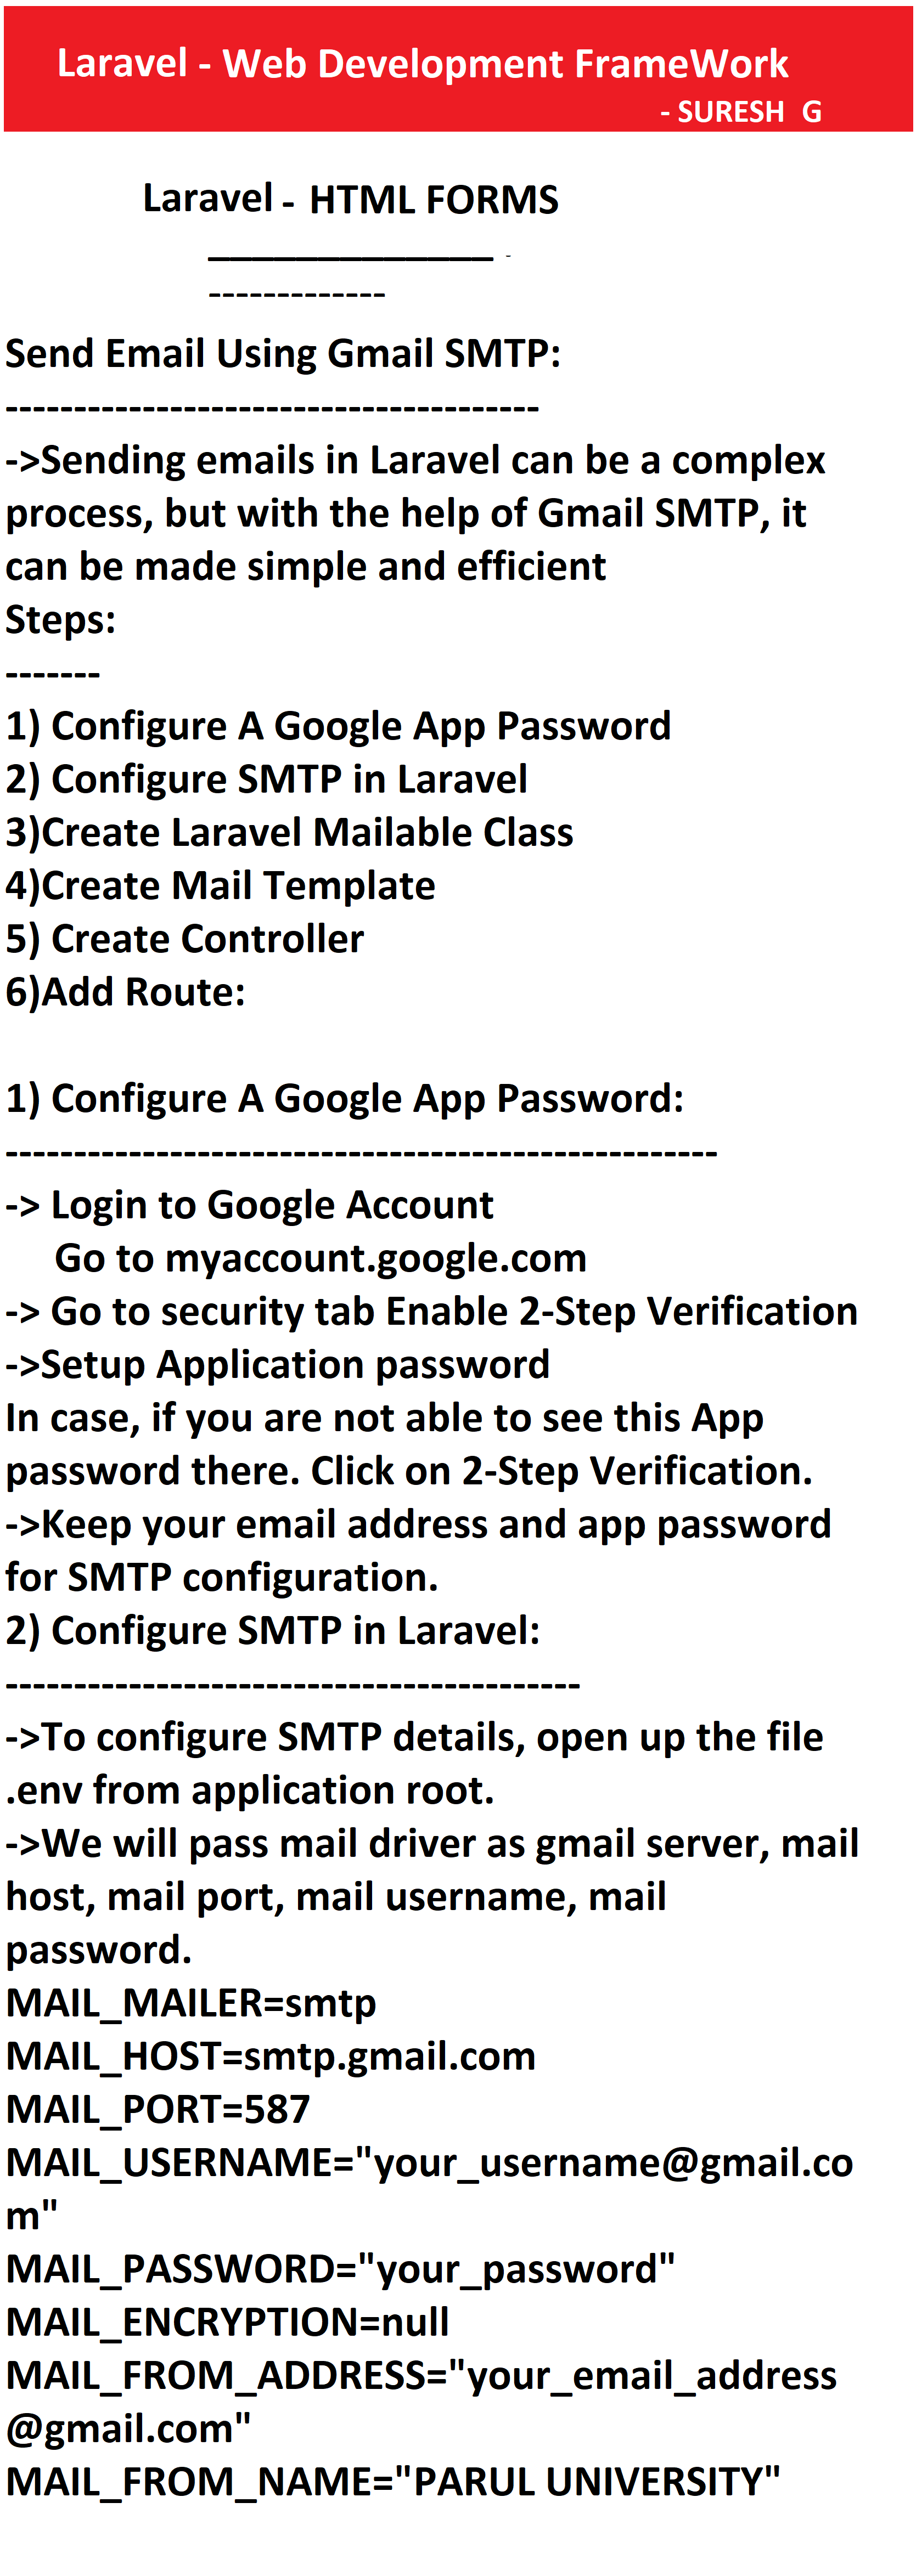 Laravel - Web Development FrameWork
- SURESH G
Laravel - HTML FORMS
_____________ -
-------------
Send Email Using Gmail SMTP:
---------------------------------------
->Sending emails in Laravel can be a complex
process, but with the help of Gmail SMTP, it
can be made simple and efficient
Steps:
-------
1) Configure A Google App Password
2) Configure SMTP in Laravel
3)Create Laravel Mailable Class
4)Create Mail Template
5) Create Controller
6)Add Route:
1) Configure A Google App Password:
----------------------------------------------------
-> Login to Google Account
Go to myaccount.google.com
-> Go to security tab Enable 2-Step Verification
->Setup Application password
In case, if you are not able to see this App
password there. Click on 2-Step Verification.
->Keep your email address and app password
for SMTP configuration.
2) Configure SMTP in Laravel:
------------------------------------------
->To configure SMTP details, open up the file
.env from application root.
->We will pass mail driver as gmail server, mail
host, mail port, mail username, mail
password.
MAIL_MAILER=smtp
MAIL_HOST=smtp.gmail.com
MAIL_PORT=587
MAIL_USERNAME="your_username@gmail.co
m"
MAIL_PASSWORD="your_password"
MAIL_ENCRYPTION=null
MAIL_FROM_ADDRESS="your_email_address
@gmail.com"
MAIL_FROM_NAME="PARUL UNIVERSITY"